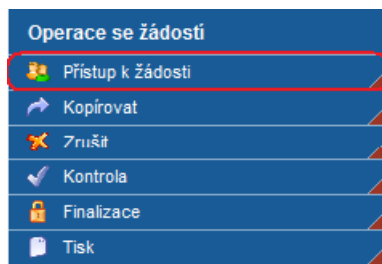 Operace se žádostí
Přístup k žádosti
Kopírovat
Zrušit
Kontrola
Finalizace
Tisk